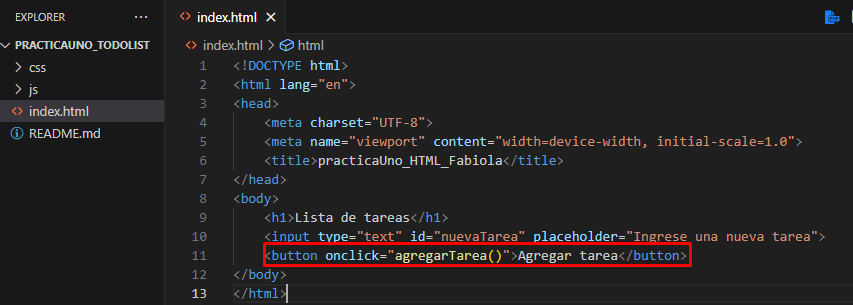 EXPLORER
index.html
PRACTICAUNO_TODOLIST
css
js
index.html
README.md
index.html > html
1 <!DOCTYPE html>
2 <html lang="en">
3 <head>
4 <meta charset="UTF-8">
5 <meta name="viewport" content="width=device-width, initial-scale=1.0">
6 <title>practicaUno_HTML_Fabiola</title>
7 </head>
8 <body>
9 <h1>Lista de tareas</h1>
10 <input type="text" id="nuevaTarea" placeholder="Ingrese una nueva tarea">
11 <button onclick="agregarTarea()">Agregar tarea</button>
12 </body>
13 </html>